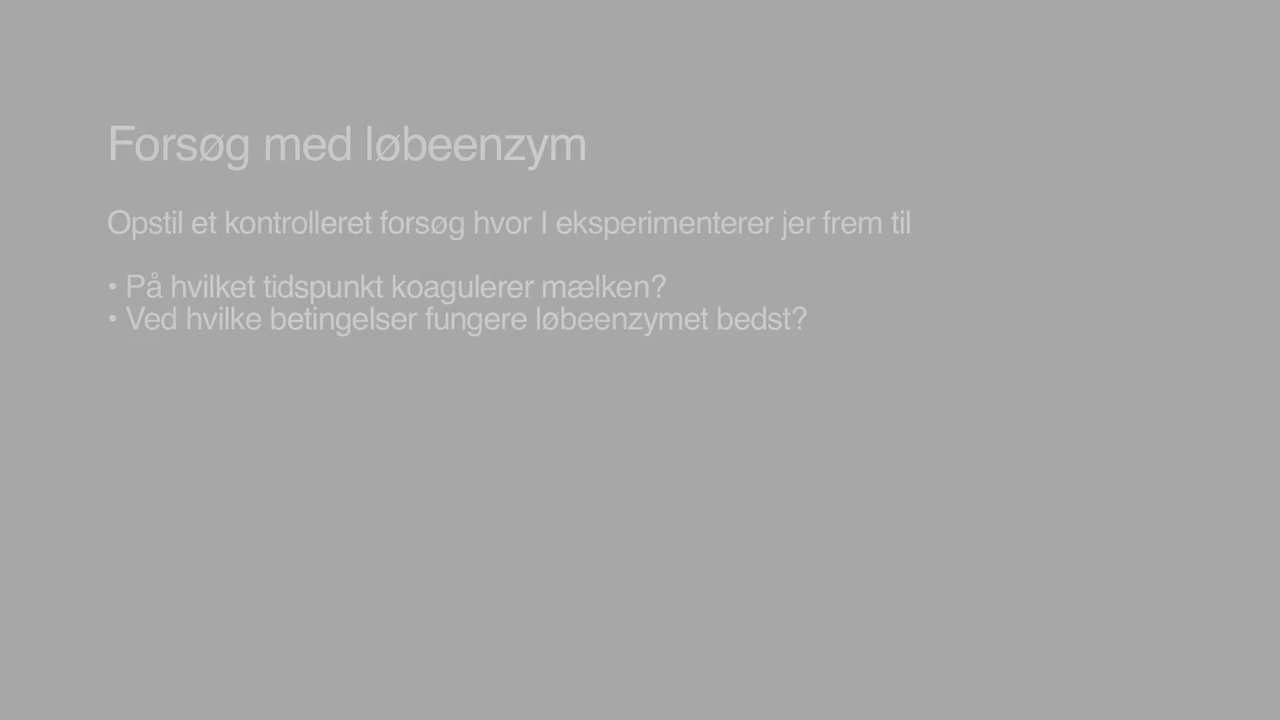 Forsøg med løbeenzym
Opstil et kontrolleret forsøg hvor I eksperimenterer jer frem til
• På hvilket tidspunkt koagulerer mælken?
• Ved hvilke betingelser fungere løbeenzymet bedst?